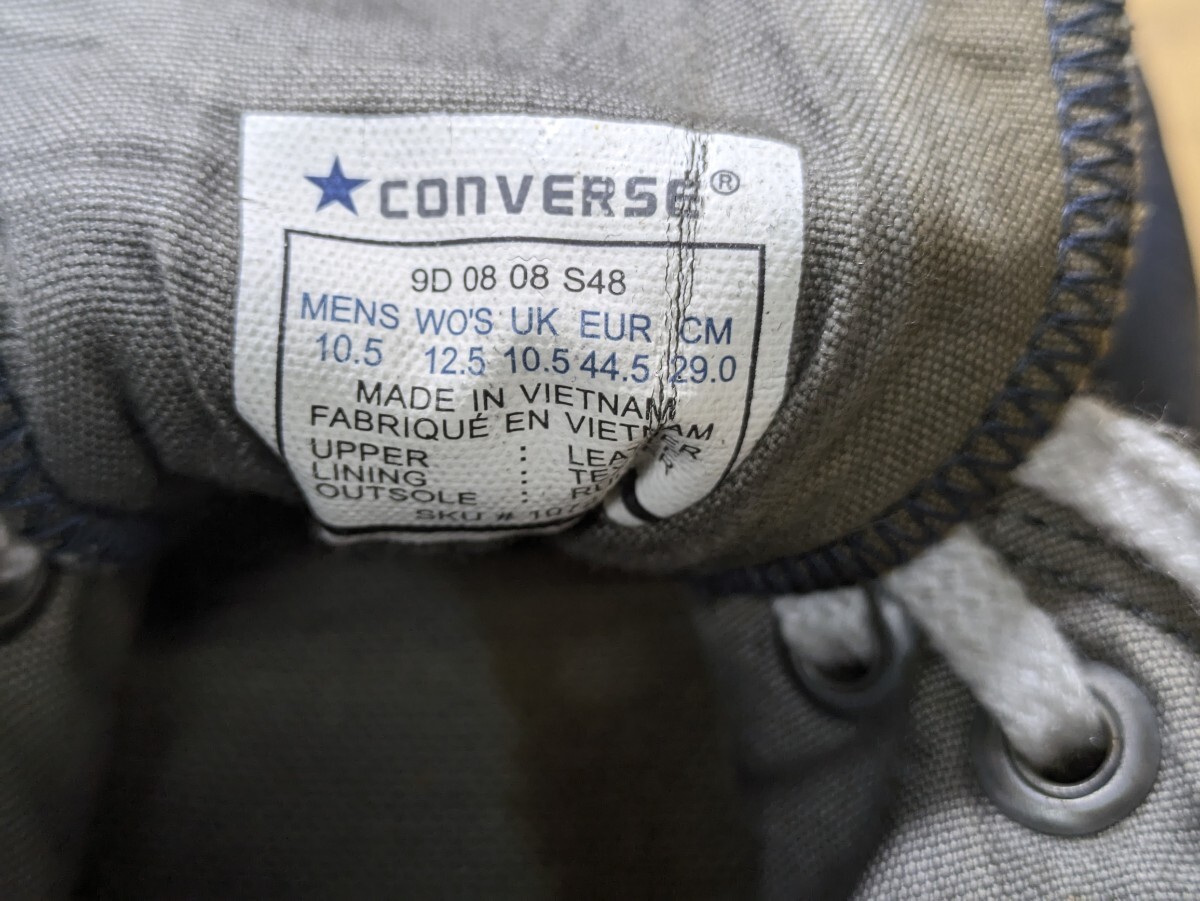 CONVERSE®
9D 08 08 S48
MENS WO'S UK EUR CM
10.5 12.5 10.5 44.5 29.0
MADE IN VIETNAM
FABRIQUÉ EN VIETNAM
UPPER :
LINING :
OUTSOLE :
SKU #